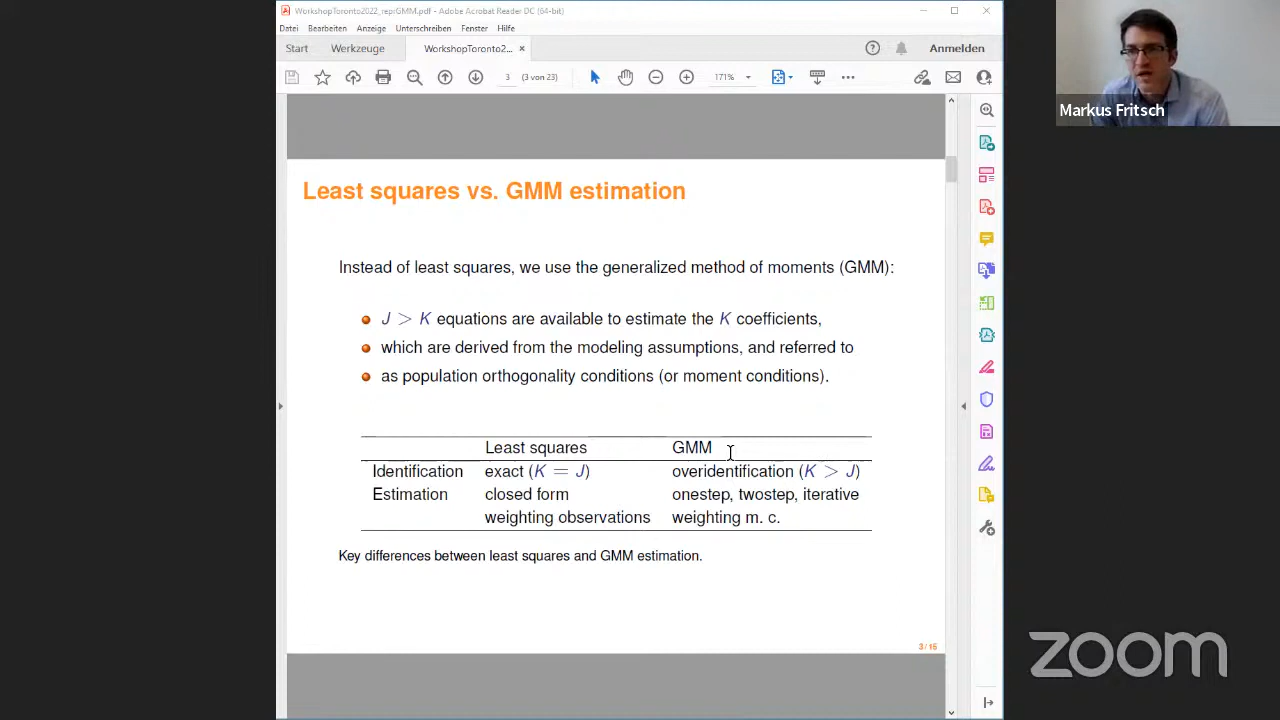 WorkshopToronto2022_reprGMM.pdf - Adobe Acrobat Reader DC (64-bit)
Datei Bearbeiten Anzeige Unterschreiben Fenster Hilfe
Start Werkzeuge WorkshopToronto2... × Anmelden
3 (3 von 23) 171%
Markus Fritsch
Least squares vs. GMM estimation
Instead of least squares, we use the generalized method of moments (GMM):
J > K equations are available to estimate the K coefficients,
which are derived from the modeling assumptions, and referred to
as population orthogonality conditions (or moment conditions).
Least squares GMM
Identification exact (K = J) overidentification (K > J)
Estimation closed form onestep, twostep, iterative
weighting observations weighting m. c.
Key differences between least squares and GMM estimation.
3 / 15
zoom